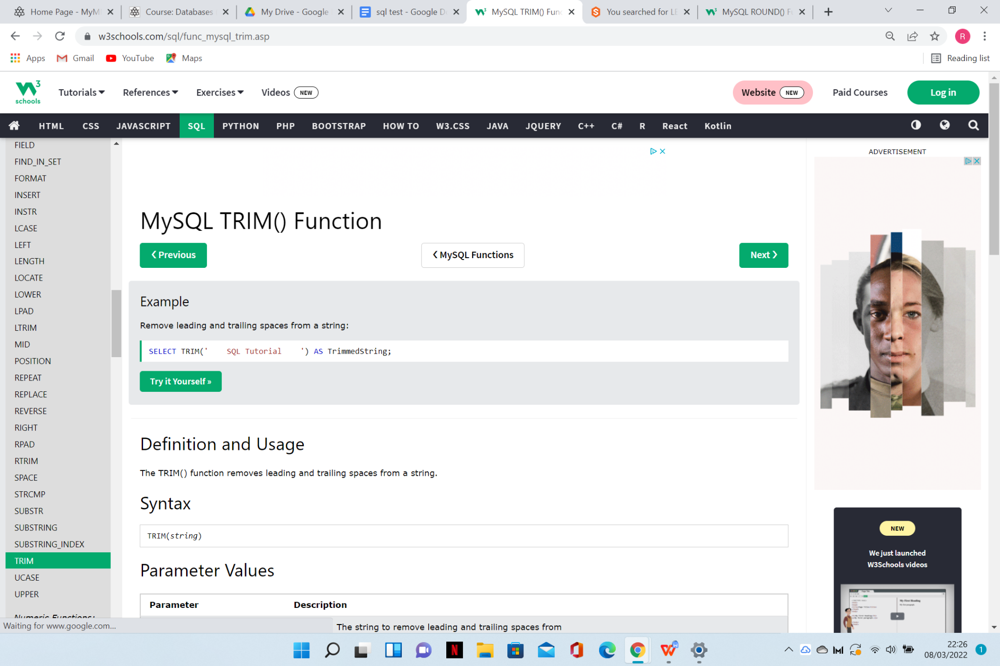 Home Page - MyM
Course: Databases
My Drive - Google
sql test - Google D
MySQL TRIM() Func
You searched for LE
MySQL ROUND() F
w3schools.com/sql/func_mysql_trim.asp
R
Apps
Gmail
YouTube
Maps
Reading list
3
schools
Tutorials
References
Exercises
Videos NEW
Website NEW
Paid Courses
Log in
HTML
CSS
JAVASCRIPT
SQL
PYTHON
PHP
BOOTSTRAP
HOW TO
W3.CSS
JAVA
JQUERY
C++
C#
R
React
Kotlin
FIELD
FIND_IN_SET
FORMAT
INSERT
INSTR
LCASE
LEFT
LENGTH
LOCATE
LOWER
LPAD
LTRIM
MID
POSITION
REPEAT
REPLACE
REVERSE
RIGHT
RPAD
RTRIM
SPACE
STRCMP
SUBSTR
SUBSTRING
SUBSTRING_INDEX
TRIM
UCASE
UPPER
Numeric Functions:
Waiting for www.google.com...
MySQL TRIM() Function
❮ Previous
❮ MySQL Functions
Next ❯
Example
Remove leading and trailing spaces from a string:
SELECT TRIM('    SQL Tutorial    ') AS TrimmedString;
Try it Yourself »
Definition and Usage
The TRIM() function removes leading and trailing spaces from a string.
Syntax
TRIM(string)
Parameter Values
Parameter
Description
The string to remove leading and trailing spaces from
ADVERTISEMENT
NEW
We just launched
W3Schools videos
My First Heading
22:26
08/03/2022
1